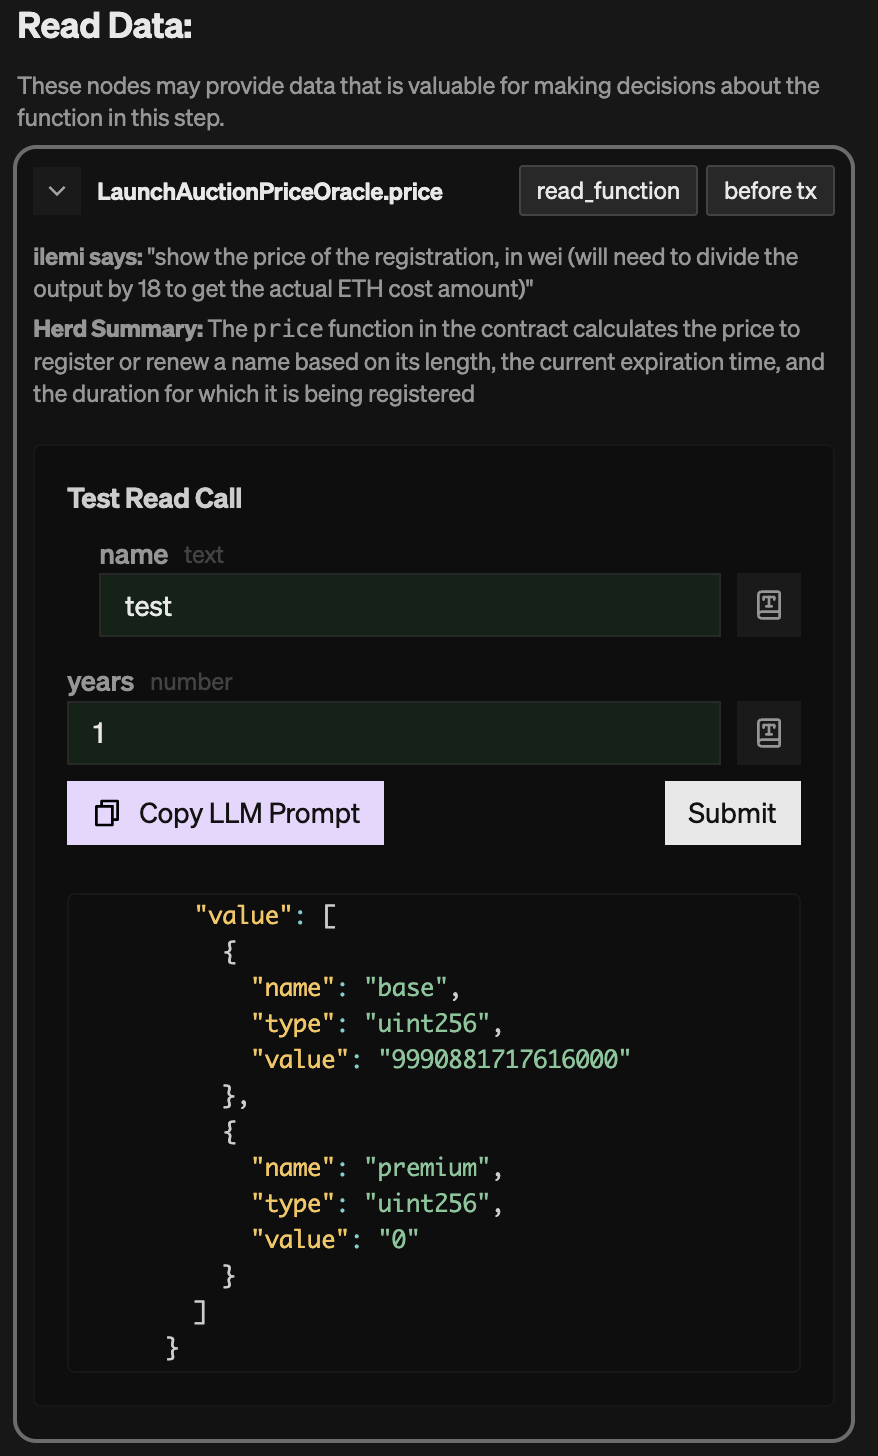 Read Data:
These nodes may provide data that is valuable for making decisions about the
function in this step.
LaunchAuctionPriceOracle.price
read_function
before tx
ilemi says: "show the price of the registration, in wei (will need to divide the
output by 18 to get the actual ETH cost amount)"
Herd Summary: The price function in the contract calculates the price to
register or renew a name based on its length, the current expiration time, and
the duration for which it is being registered
Test Read Call
name text
test
years number
1
Copy LLM Prompt
Submit
"value": [
{
"name": "base",
"type": "uint256",
"value": "9990881717616000"
},
{
"name": "premium",
"type": "uint256",
"value": "0"
}
]
}